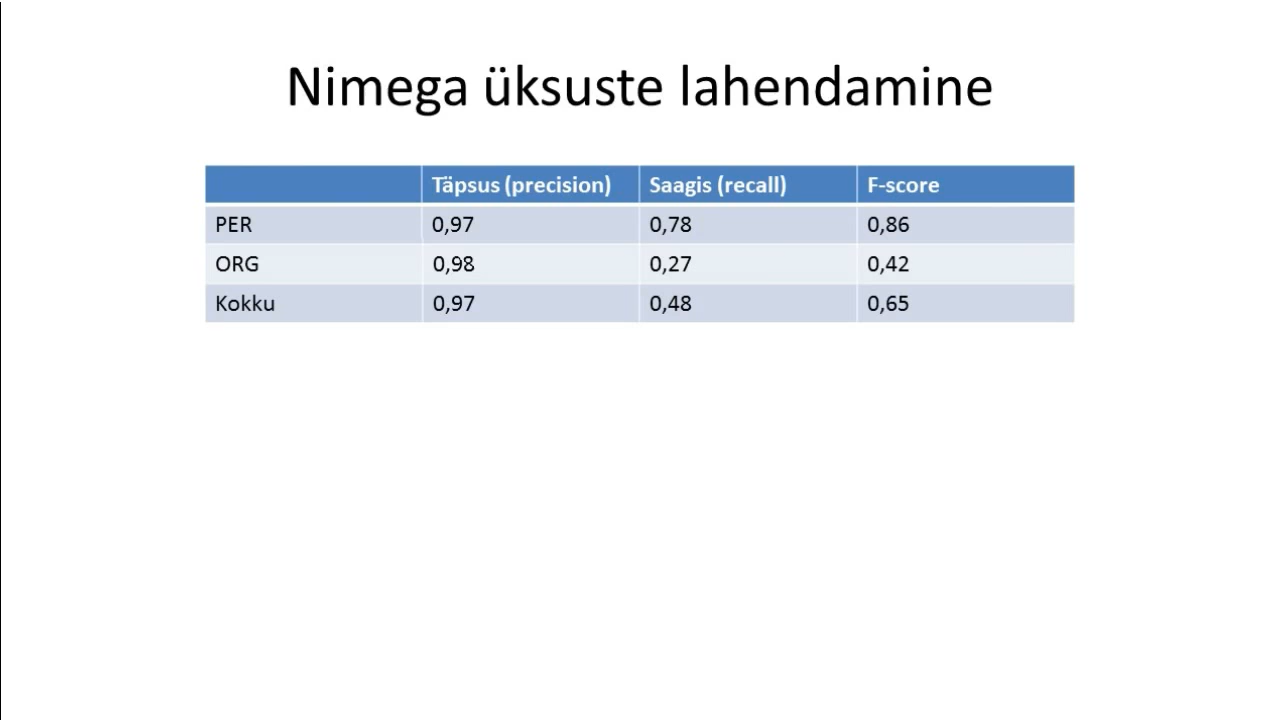 Nimega üksuste lahendamine
Täpsus (precision) Saagis (recall) F-score
PER 0,97 0,78 0,86
ORG 0,98 0,27 0,42
Kokku 0,97 0,48 0,65